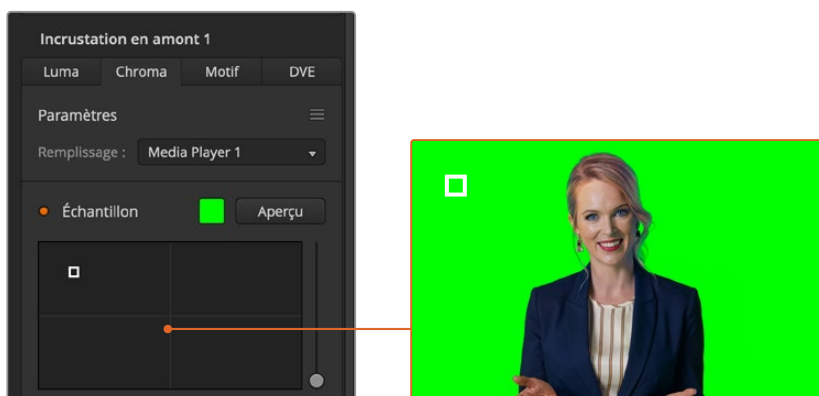 Incrustation en amont 1
Luma Chroma Motif DVE
Paramètres
Remplissage : Media Player 1
Échantillon Aperçu